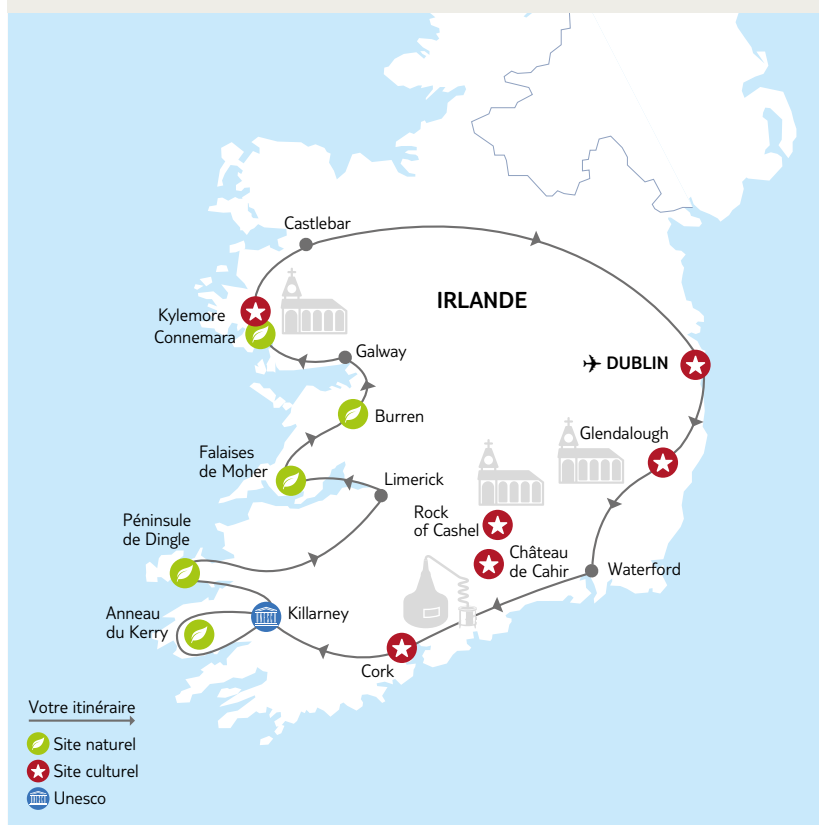 Castlebar
IRLANDE
Kylemore
Connemara
Galway
DUBLIN
Burren
Glendalough
Falaises
de Moher
Limerick
Rock
of Cashel
Péninsule
de Dingle
Château
de Cahir
Waterford
Anneau
du Kerry
Killarney
Cork
Votre itinéraire
Site naturel
Site culturel
Unesco